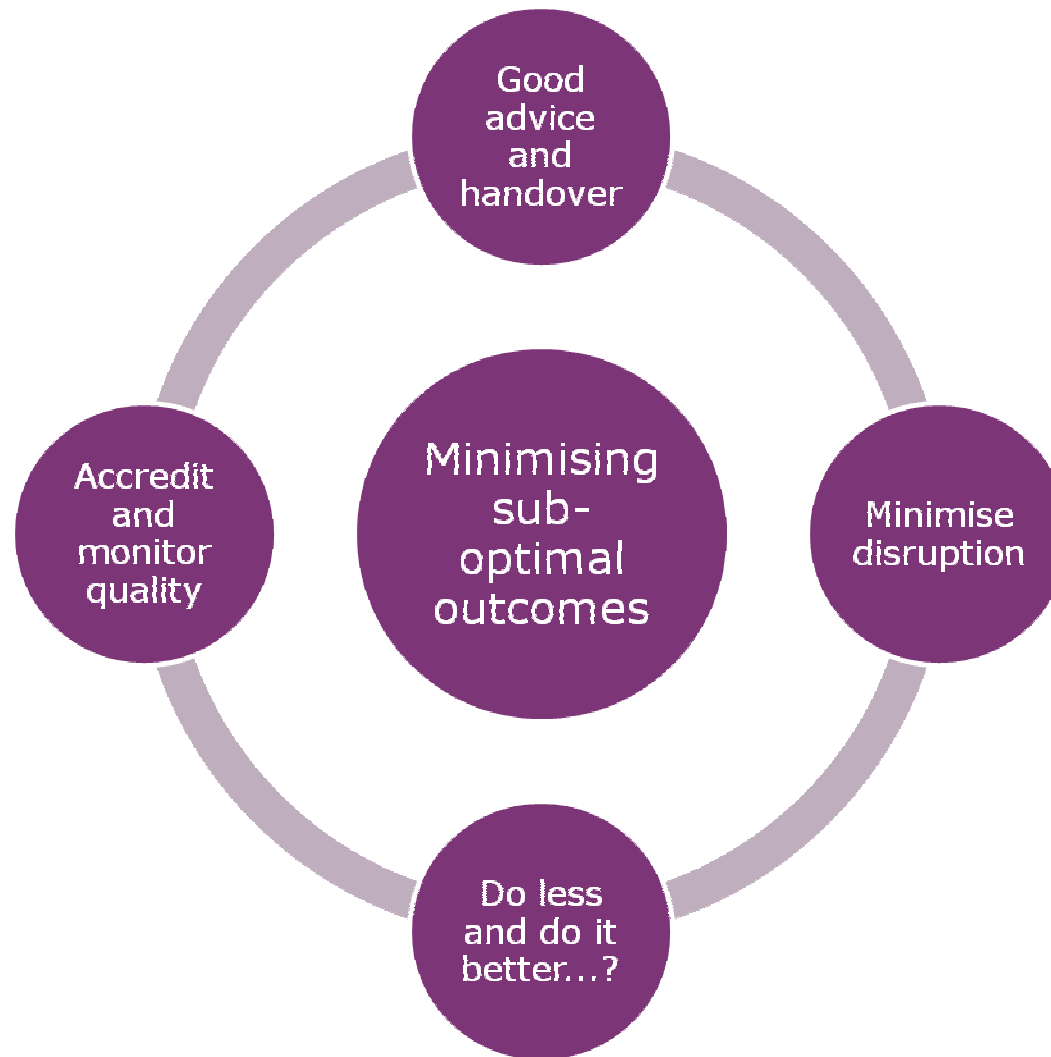 Good
advice
and
handover
Accredit
and
monitor
quality
Minimising
sub-
optimal
outcomes
Minimise
disruption
Do less
and do it
better...?